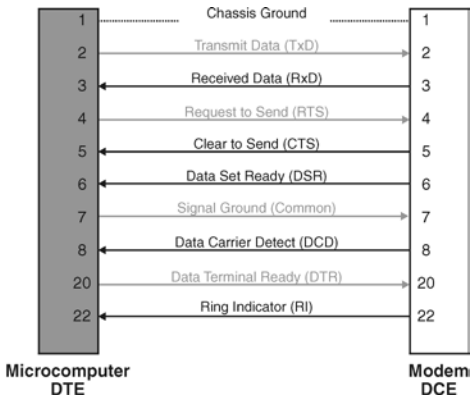 1 Chassis Ground 1
2 Transmit Data (TxD) 2
3 Received Data (RxD) 3
4 Request to Send (RTS) 4
5 Clear to Send (CTS) 5
6 Data Set Ready (DSR) 6
7 Signal Ground (Common) 7
8 Data Carrier Detect (DCD) 8
20 Data Terminal Ready (DTR) 20
22 Ring Indicator (RI) 22
Microcomputer Modem
DTE DCE